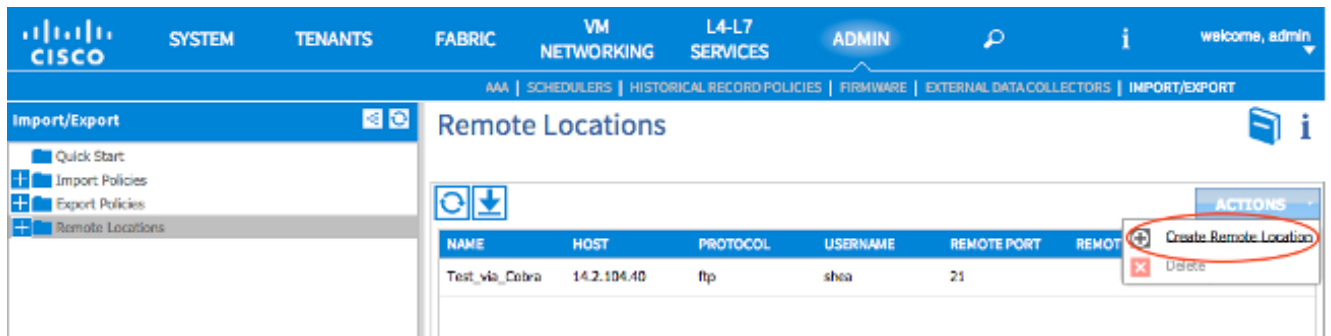 CISCO
SYSTEM
TENANTS
FABRIC
VM
NETWORKING
L4-L7
SERVICES
ADMIN
i
welcome, admin
AAA | SCHEDULERS | HISTORICAL RECORD POLICIES | FIRMWARE | EXTERNAL DATA COLLECTORS | IMPORT/EXPORT
Import/Export
Quick Start
Import Policies
Export Policies
Remote Locations
Remote Locations
i
ACTIONS
Create Remote Location
Delete
NAME HOST PROTOCOL USERNAME REMOTE PORT REMOT
Test_via_Cobra 14.2.104.40 ftp shea 21